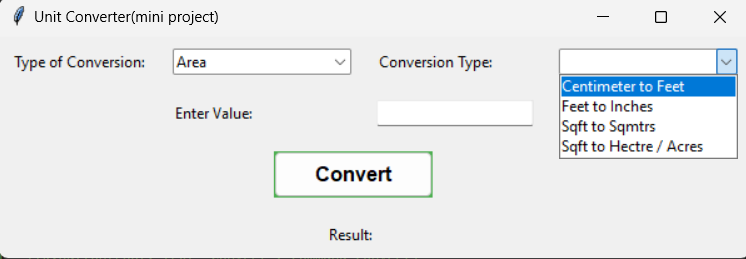 Unit Converter(mini project)
Type of Conversion: Area Conversion Type:
Centimeter to Feet
Feet to Inches
Sqft to Sqmtrs
Sqft to Hectre / Acres
Enter Value:
Convert
Result: